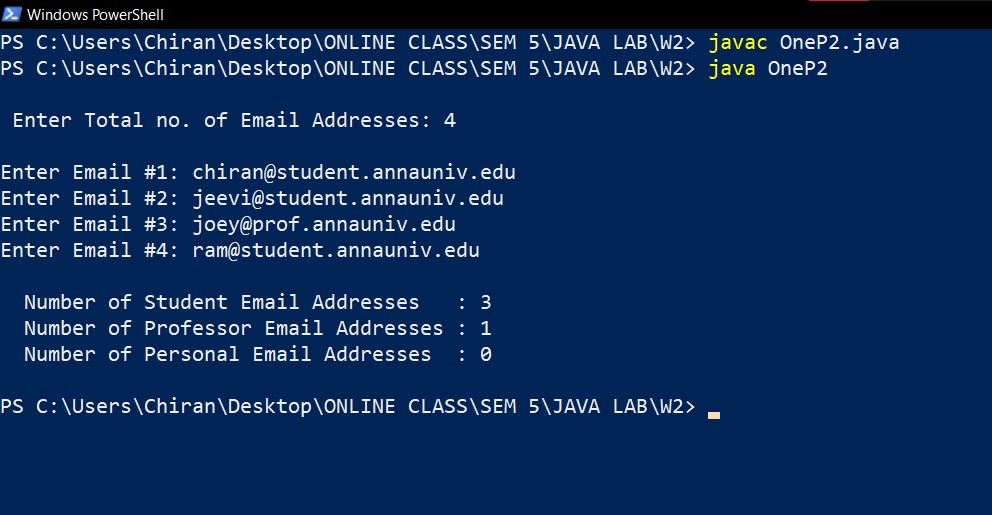 Windows PowerShell
PS C:\Users\Chiran\Desktop\ONLINE CLASS\SEM 5\JAVA LAB\W2> javac OneP2.java
PS C:\Users\Chiran\Desktop\ONLINE CLASS\SEM 5\JAVA LAB\W2> java OneP2
Enter Total no. of Email Addresses: 4
Enter Email #1: chiran@student.annauniv.edu
Enter Email #2: jeevi@student.annauniv.edu
Enter Email #3: joey@prof.annauniv.edu
Enter Email #4: ram@student.annauniv.edu
Number of Student Email Addresses   : 3
Number of Professor Email Addresses : 1
Number of Personal Email Addresses  : 0
PS C:\Users\Chiran\Desktop\ONLINE CLASS\SEM 5\JAVA LAB\W2>